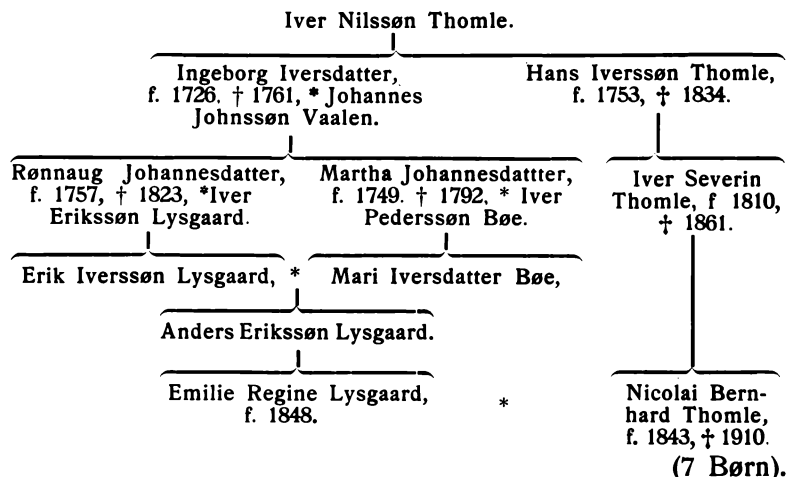 Iver Nilssøn Thomle.
Ingeborg Iversdatter,
f. 1726. † 1761, * Johannes
Johnssøn Vaalen.
Hans Iverssøn Thomle,
f. 1753, † 1834.
Rønnaug Johannesdatter,
f. 1757, † 1823, *Iver
Erikssøn Lysgaard.
Martha Johannesdattter,
f. 1749. † 1792, * Iver
Pederssøn Bøe.
Iver Severin
Thomle, f 1810,
† 1861.
Erik Iverssøn Lysgaard, *
Mari Iversdatter Bøe,
Anders Erikssøn Lysgaard.
Emilie Regine Lysgaard,
f. 1848.
*
Nicolai Bern-
hard Thomle,
f. 1843, † 1910.
(7 Børn).